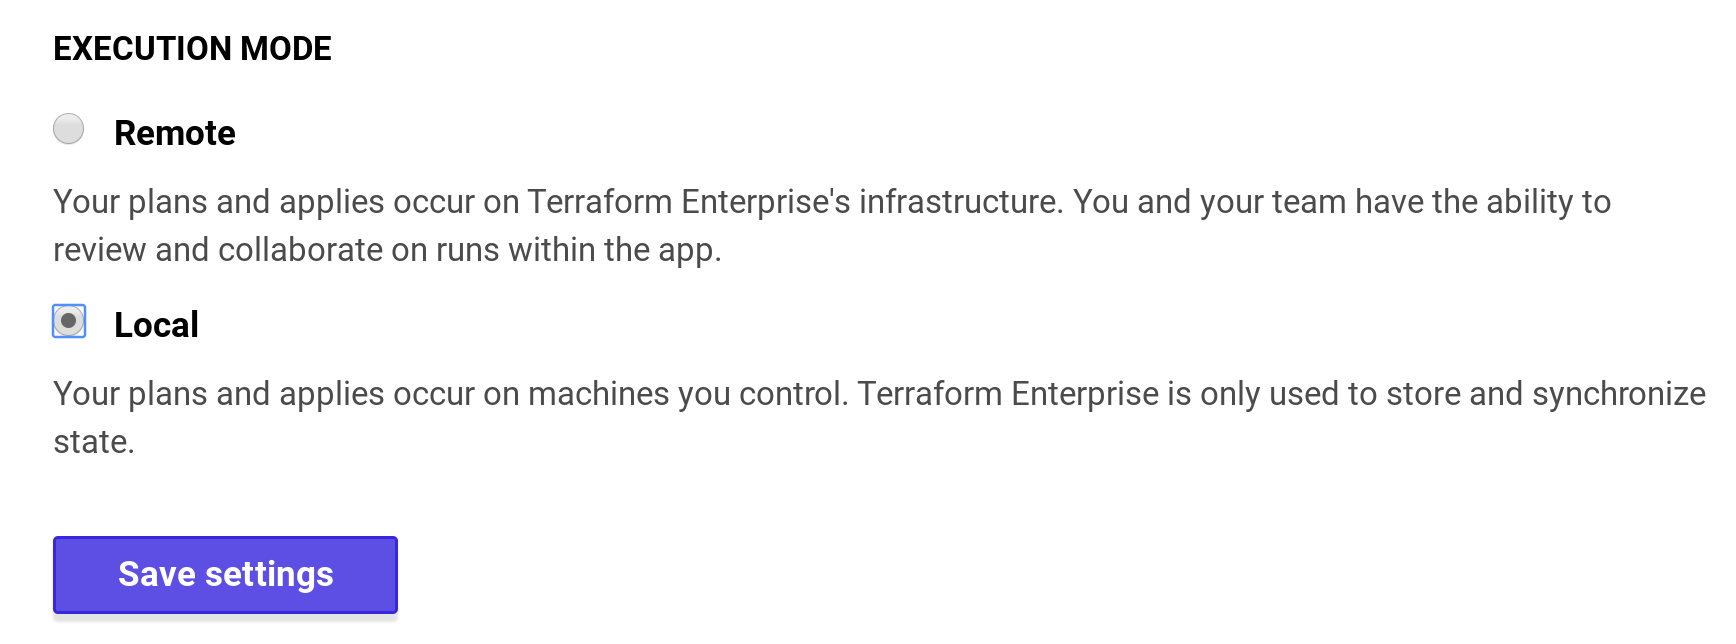 EXECUTION MODE
Remote
Your plans and applies occur on Terraform Enterprise's infrastructure. You and your team have the ability to
review and collaborate on runs within the app.
Local
Your plans and applies occur on machines you control. Terraform Enterprise is only used to store and synchronize
state.
Save settings